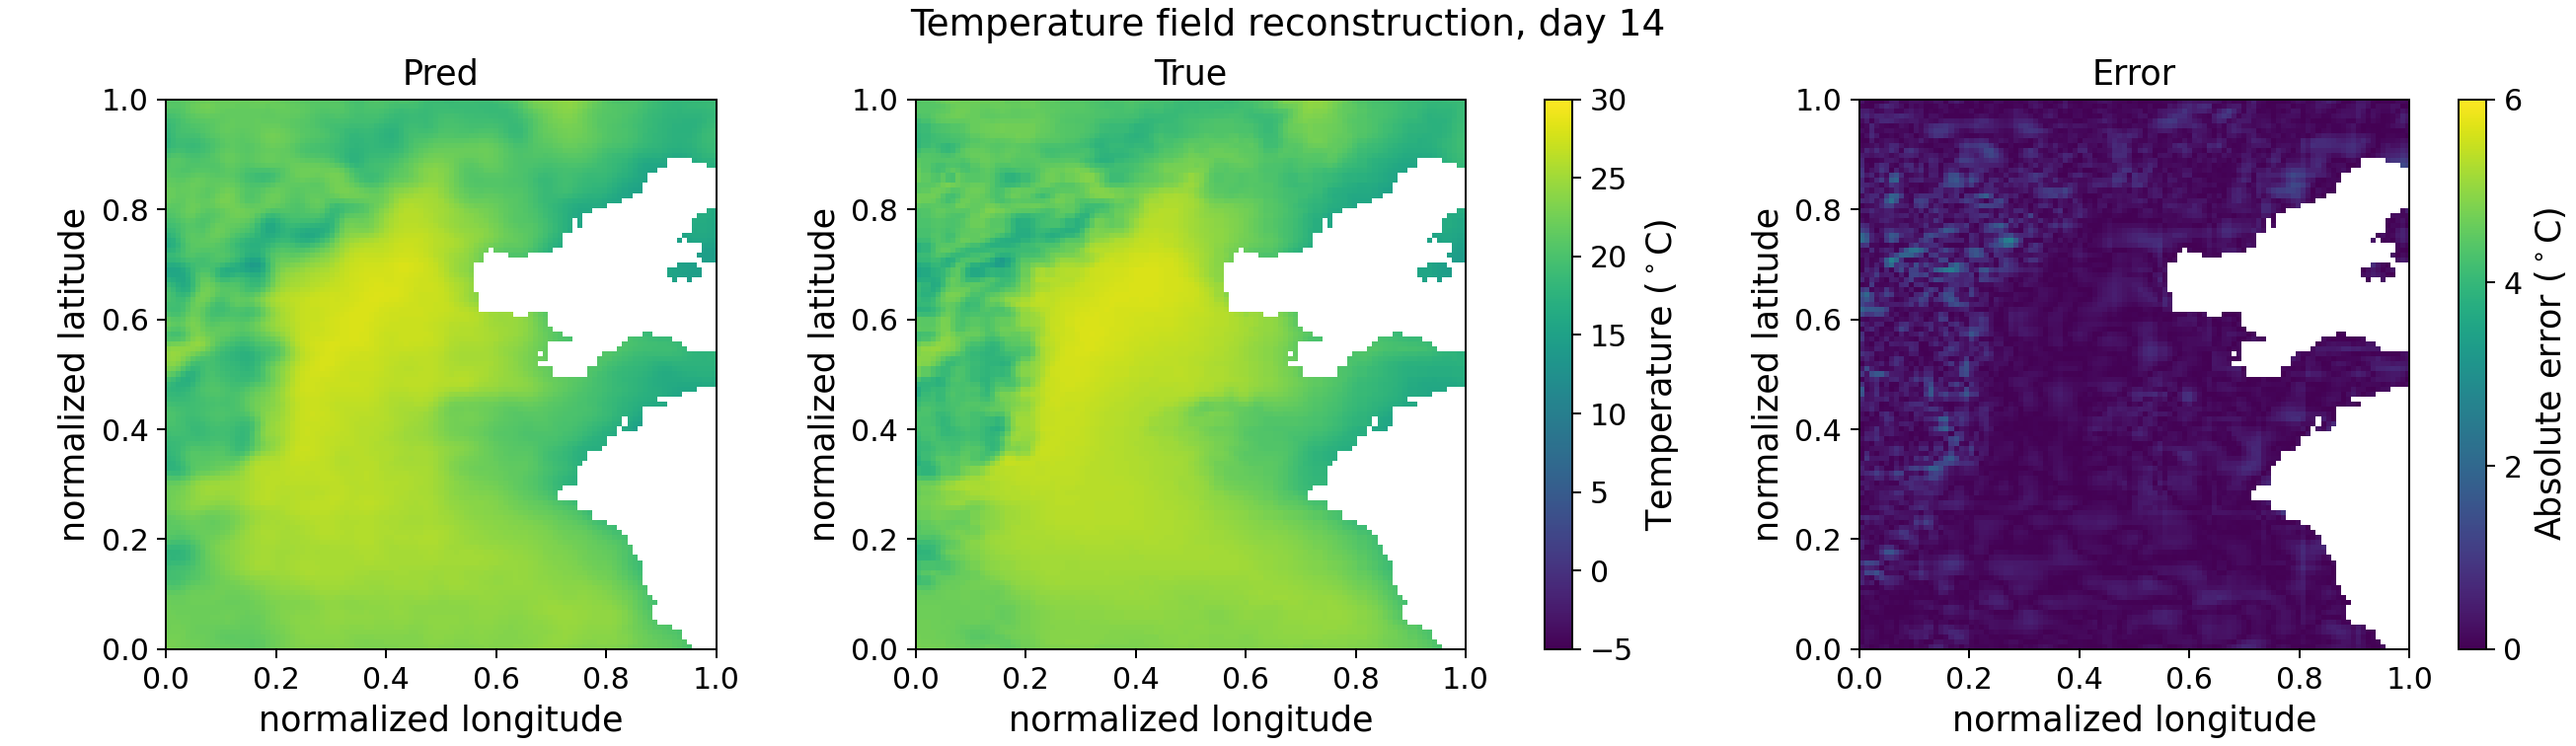 Temperature field reconstruction, day 14
Pred
1.0
0.8
0.6
0.4
0.2
0.0
normalized latitude
0.0 0.2 0.4 0.6 0.8 1.0
normalized longitude
True
1.0
0.8
0.6
0.4
0.2
0.0
normalized latitude
0.0 0.2 0.4 0.6 0.8 1.0
normalized longitude
30
25
20
15
10
5
0
−5
Temperature (°C)
Error
1.0
0.8
0.6
0.4
0.2
0.0
normalized latitude
0.0 0.2 0.4 0.6 0.8 1.0
normalized longitude
6
4
2
0
Absolute error (°C)